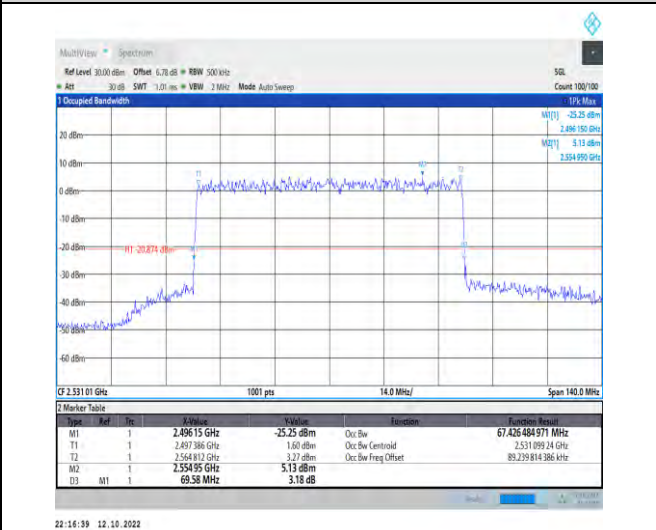 MultiView Spectrum
Ref Level 30.00 dBm Offset 6.78 dB RBW 500 kHz SGL
Att 30 dB SWT 1.01 ms VBW 2 MHz Mode Auto Sweep Count 100/100
1 Occupied Bandwidth 1Pk Max
M1[1] -25.25 dBm
2.496 150 GHz
M2[1] 5.13 dBm
2.554 950 GHz
20 dBm
10 dBm
0 dBm
-10 dBm
-20 dBm
H1 -20.874 dBm
-30 dBm
-40 dBm
-50 dBm
-60 dBm
T1
M2
T2
CF 2.53101 GHz 1001 pts 14.0 MHz/ Span 140.0 MHz
2 Marker Table
Type Ref Trc X-Value Y-Value Function Function Result
M1 1 2.49615 GHz -25.25 dBm Occ Bw 67.426 484 971 MHz
T1 1 2.497 386 GHz 1.60 dBm Occ Bw Centroid 2.531 099 24 GHz
T2 1 2.564 812 GHz 3.27 dBm Occ Bw Freq Offset 89.239 814 386 kHz
M2 1 2.55495 GHz 5.13 dBm
D3 M1 1 69.58 MHz 3.18 dB
22:16:39 12.10.2022